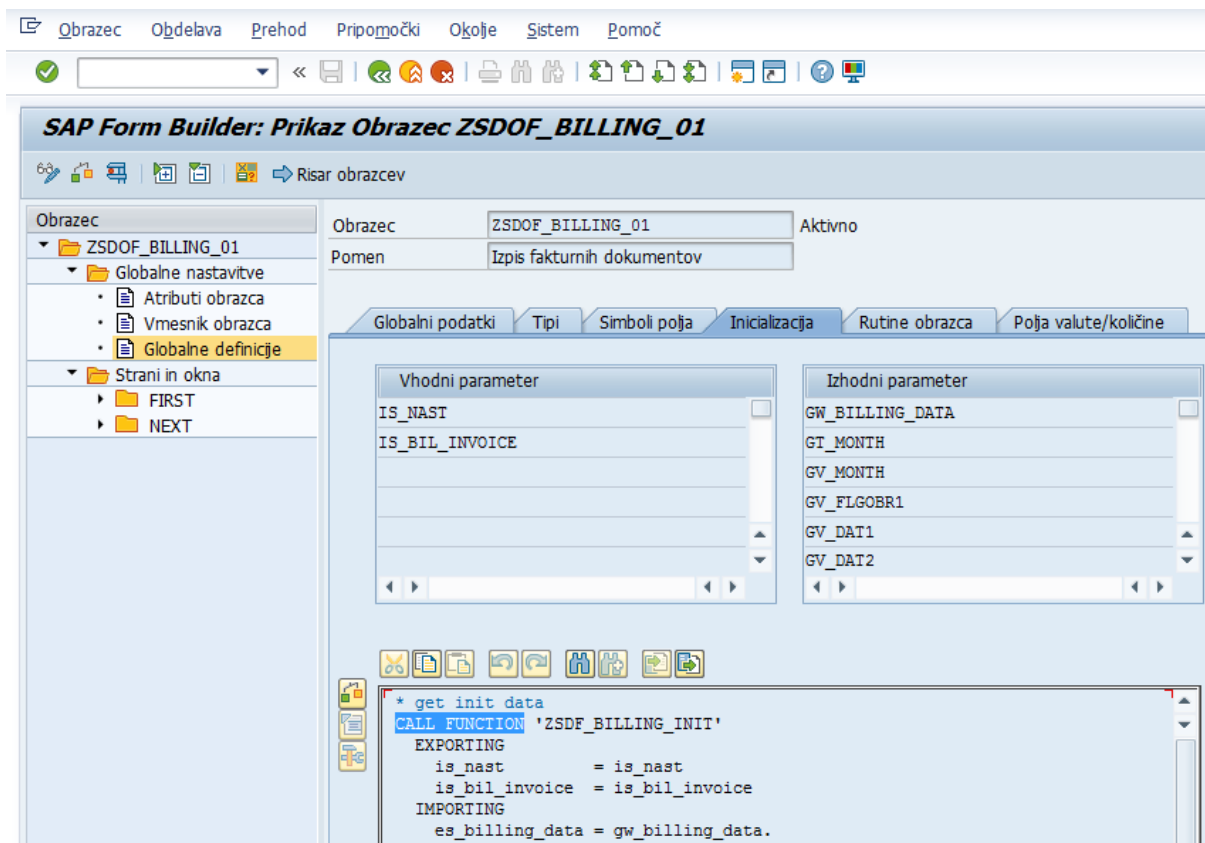 Obrazec Obdelava Prehod Pripomočki Okolje Sistem Pomoč
SAP Form Builder: Prikaz Obrazec ZSDOF_BILLING_01
Risar obrazcev
Obrazec
ZSDOF_BILLING_01
Globalne nastavitve
Atributi obrazca
Vmesnik obrazca
Globalne definicije
Strani in okna
FIRST
NEXT
Obrazec ZSDOF_BILLING_01 Aktivno
Pomen Izpis fakturnih dokumentov
Globalni podatki Tipi Simboli polja Inicializacija Rutine obrazca Polja valute/količine
Vhodni parameter
IS_NAST
IS_BIL_INVOICE
Izhodni parameter
GW_BILLING_DATA
GT_MONTH
GV_MONTH
GV_FLGOBR1
GV_DAT1
GV_DAT2
* get init data
CALL FUNCTION 'ZSDF_BILLING_INIT'
EXPORTING
is_nast = is_nast
is_bil_invoice = is_bil_invoice
IMPORTING
es_billing_data = gw_billing_data.